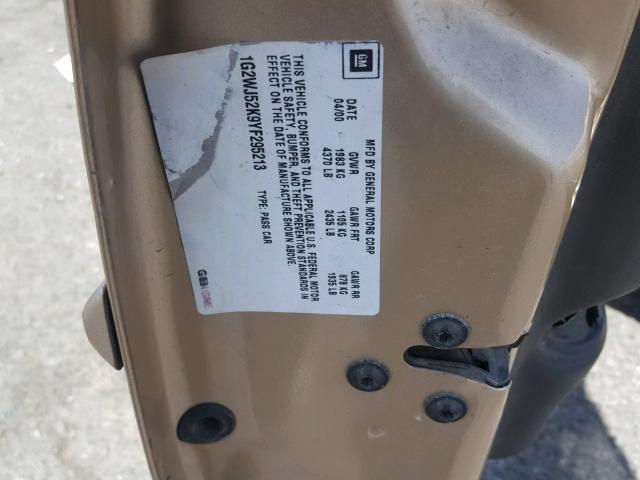 GM
MFD BY GENERAL MOTORS CORP
DATE GVWR GAWR FRT GAWR RR
04/00 1983 KG 1105 KG 878 KG
4370 LB 2435 LB 1935 LB
THIS VEHICLE CONFORMS TO ALL APPLICABLE U.S. FEDERAL MOTOR
VEHICLE SAFETY, BUMPER, AND THEFT PREVENTION STANDARDS IN
EFFECT ON THE DATE OF MANUFACTURE SHOWN ABOVE.
1G2WJ52K9YF295213 TYPE: PASS CAR